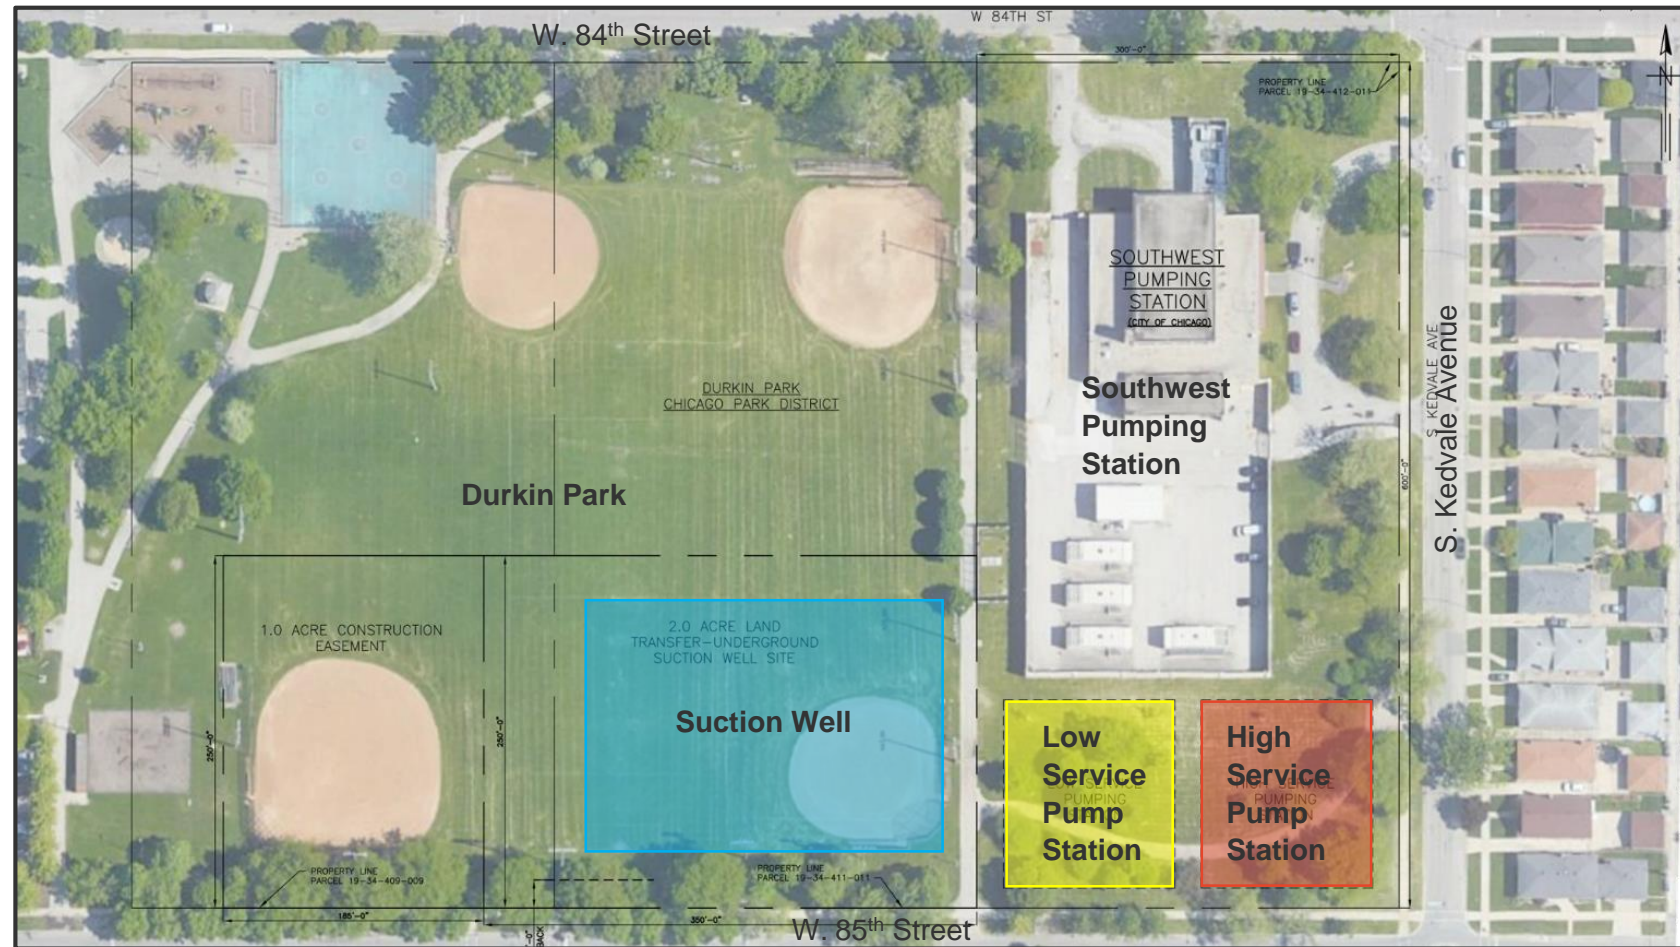 W 84TH ST
W. 84th Street
300'-0"
N
PROPERTY LINE
PARCEL 19-34-412-011
SOUTHWEST
PUMPING
STATION
(CITY OF CHICAGO)
S KEDVALE AVE
S. Kedvale Avenue
DURKIN PARK
CHICAGO PARK DISTRICT
Southwest
Pumping
Station
600'-0"
Durkin Park
1.0 ACRE CONSTRUCTION
EASEMENT
2.0 ACRE LAND
TRANSFER-UNDERGROUND
SUCTION WELL SITE
250'-0"
250'-0"
Suction Well
Low
Service
Pump
Station
SERVICE
PUMPING
High
Service
Pump
Station
SERVICE
PUMPING
PROPERTY LINE
PARCEL 19-34-409-009
PROPERTY LINE
PARCEL 19-34-411-011
185'-0"
350'-0"
W. 85th Street